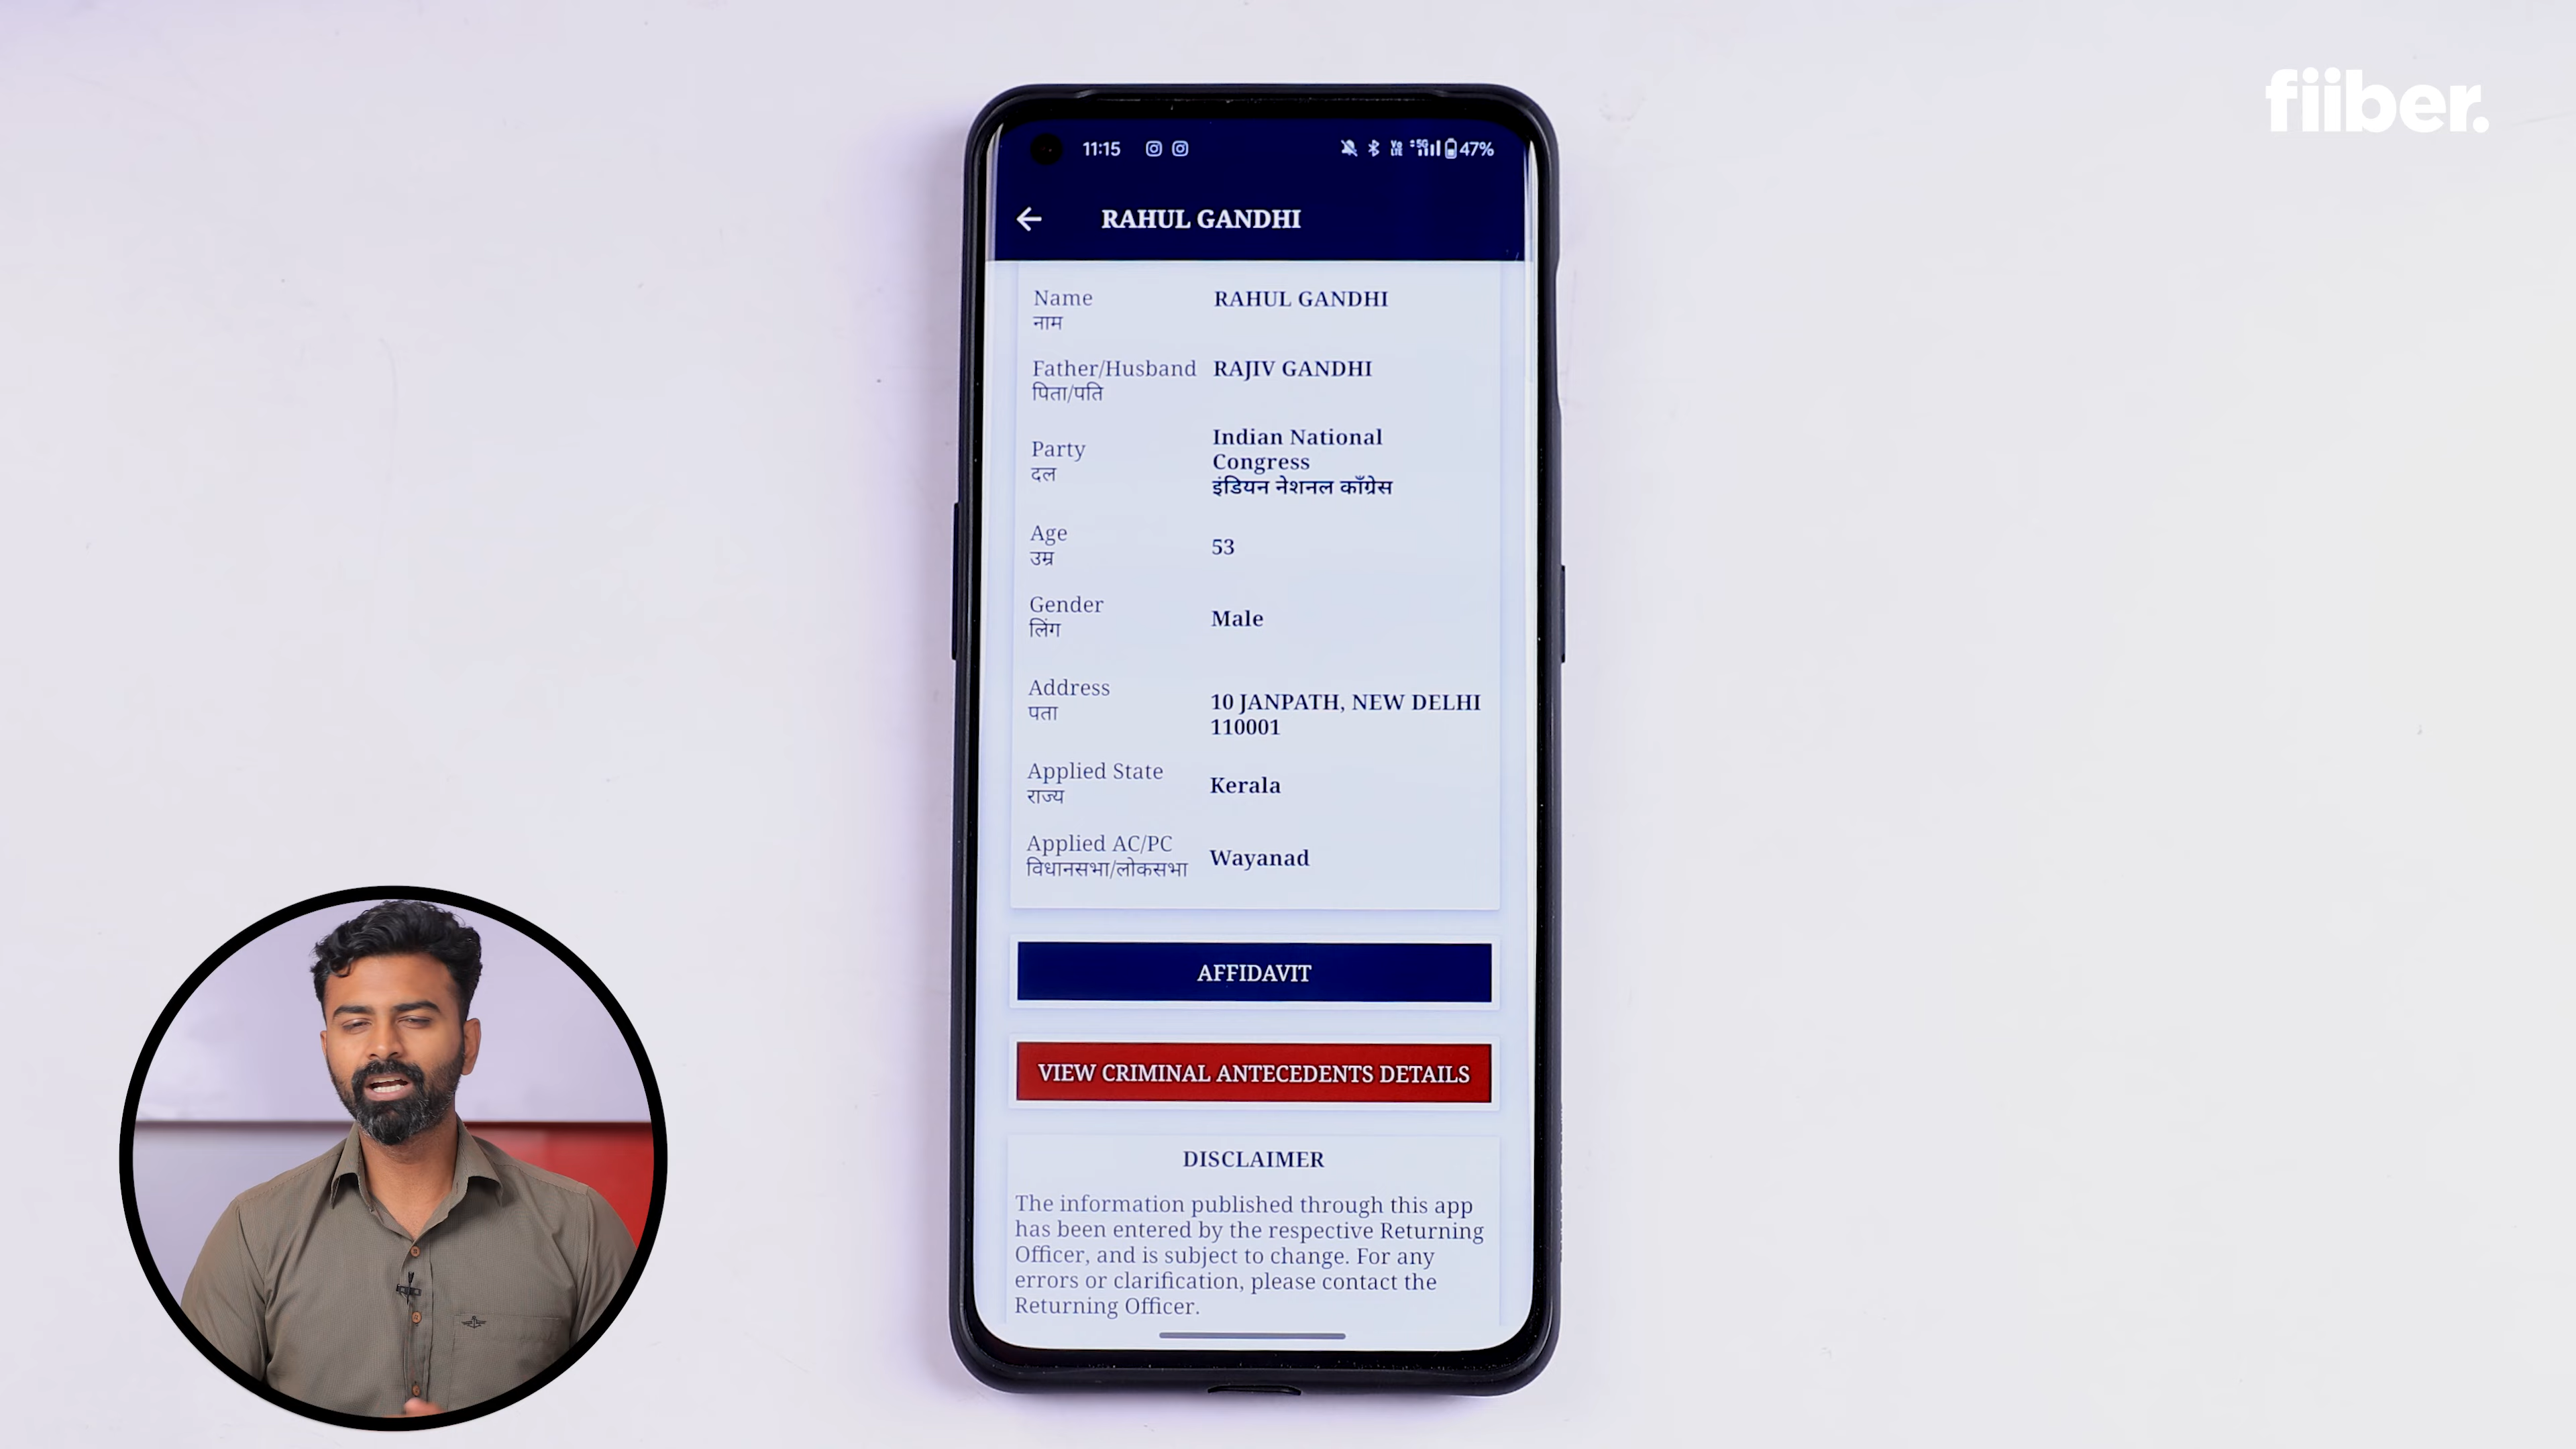 fiiber.
11:15
47%
RAHUL GANDHI
Name
नाम
RAHUL GANDHI
Father/Husband
पिता/पति
RAJIV GANDHI
Party
दल
Indian National
Congress
इंडियन नेशनल काँग्रेस
Age
उम्र
53
Gender
लिंग
Male
Address
पता
10 JANPATH, NEW DELHI
110001
Applied State
राज्य
Kerala
Applied AC/PC
विधानसभा/लोकसभा
Wayanad
AFFIDAVIT
VIEW CRIMINAL ANTECEDENTS DETAILS
DISCLAIMER
The information published through this app
has been entered by the respective Returning
Officer, and is subject to change. For any
errors or clarification, please contact the
Returning Officer.